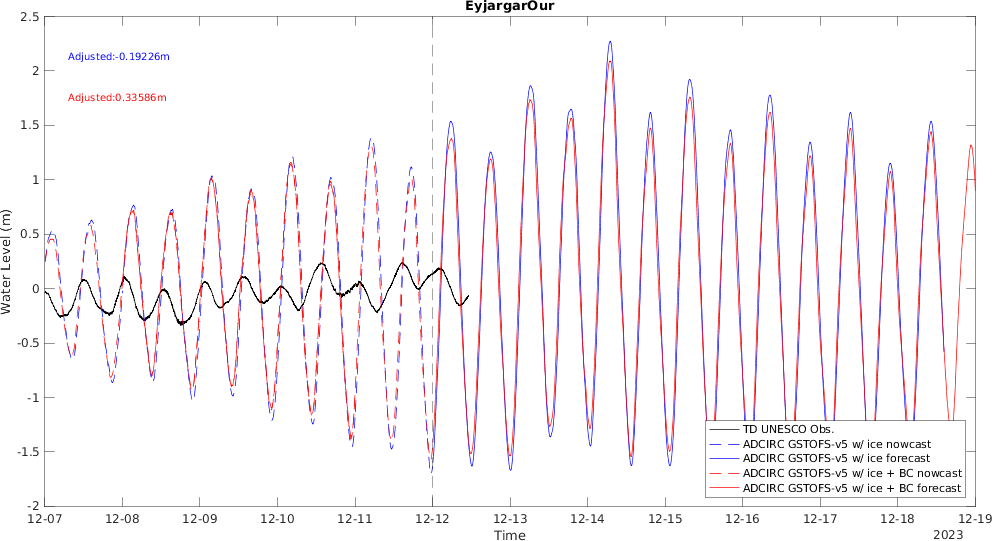 EyjargarOur
Adjusted:-0.19226m
Adjusted:0.33586m
Water Level (m)
2.5
2
1.5
1
0.5
0
-0.5
-1
-1.5
-2
TD UNESCO Obs.
ADCIRC GSTOFS-v5 w/ ice nowcast
ADCIRC GSTOFS-v5 w/ ice forecast
ADCIRC GSTOFS-v5 w/ ice + BC nowcast
ADCIRC GSTOFS-v5 w/ ice + BC forecast
12-07 12-08 12-09 12-10 12-11 12-12 12-13 12-14 12-15 12-16 12-17 12-18 12-19
Time
2023